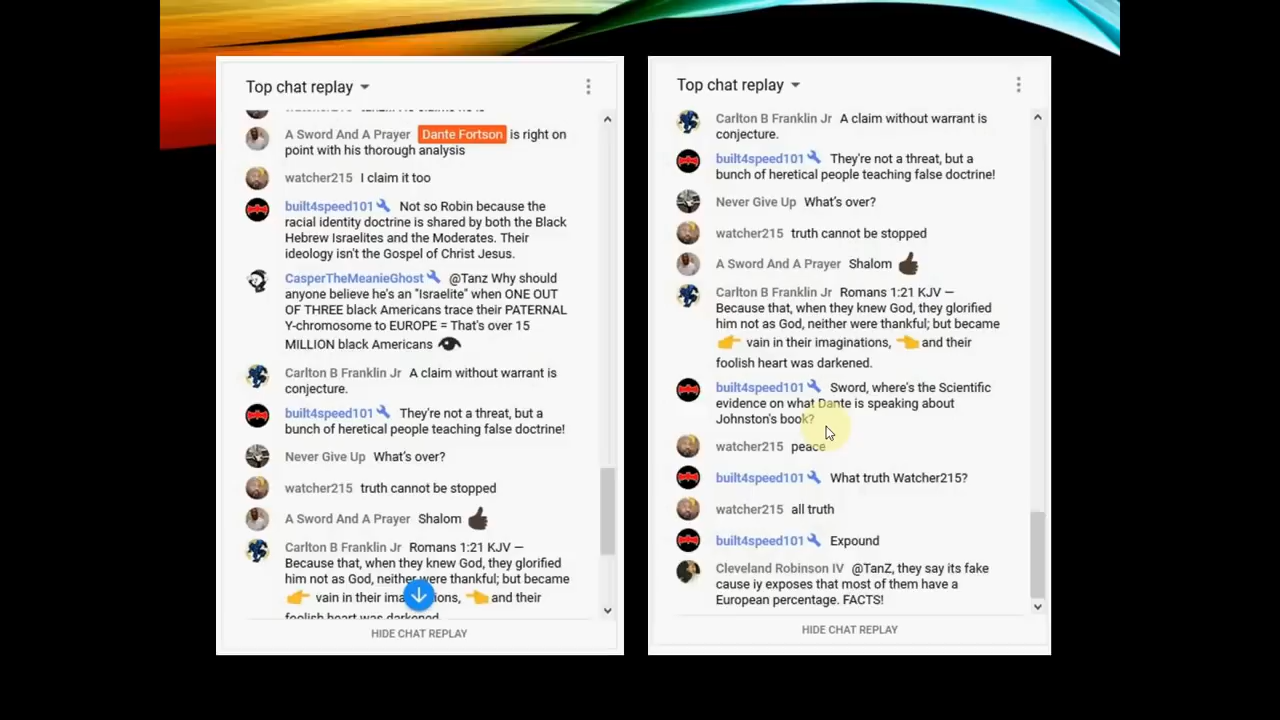 Top chat replay
A Sword And A Prayer Dante Fortson is right on
point with his thorough analysis
watcher215 I claim it too
built4speed101 Not so Robin because the
racial identity doctrine is shared by both the Black
Hebrew Israelites and the Moderates. Their
ideology isn't the Gospel of Christ Jesus.
CasperTheMeanieGhost @Tanz Why should
anyone believe he's an "Israelite" when ONE OUT
OF THREE black Americans trace their PATERNAL
Y-chromosome to EUROPE = That's over 15
MILLION black Americans
Carlton B Franklin Jr A claim without warrant is
conjecture.
built4speed101 They're not a threat, but a
bunch of heretical people teaching false doctrine!
Never Give Up What's over?
watcher215 truth cannot be stopped
A Sword And A Prayer Shalom
Carlton B Franklin Jr Romans 1:21 KJV —
Because that, when they knew God, they glorified
him not as God, neither were thankful; but became
vain in their imaginations, and their
foolish heart was darkened.
HIDE CHAT REPLAY
Top chat replay
Carlton B Franklin Jr A claim without warrant is
conjecture.
built4speed101 They're not a threat, but a
bunch of heretical people teaching false doctrine!
Never Give Up What's over?
watcher215 truth cannot be stopped
A Sword And A Prayer Shalom
Carlton B Franklin Jr Romans 1:21 KJV —
Because that, when they knew God, they glorified
him not as God, neither were thankful; but became
vain in their imaginations, and their
foolish heart was darkened.
built4speed101 Sword, where's the Scientific
evidence on what Dante is speaking about
Johnston's book?
watcher215 peace
built4speed101 What truth Watcher215?
watcher215 all truth
built4speed101 Expound
Cleveland Robinson IV @TanZ, they say its fake
cause iy exposes that most of them have a
European percentage. FACTS!
HIDE CHAT REPLAY